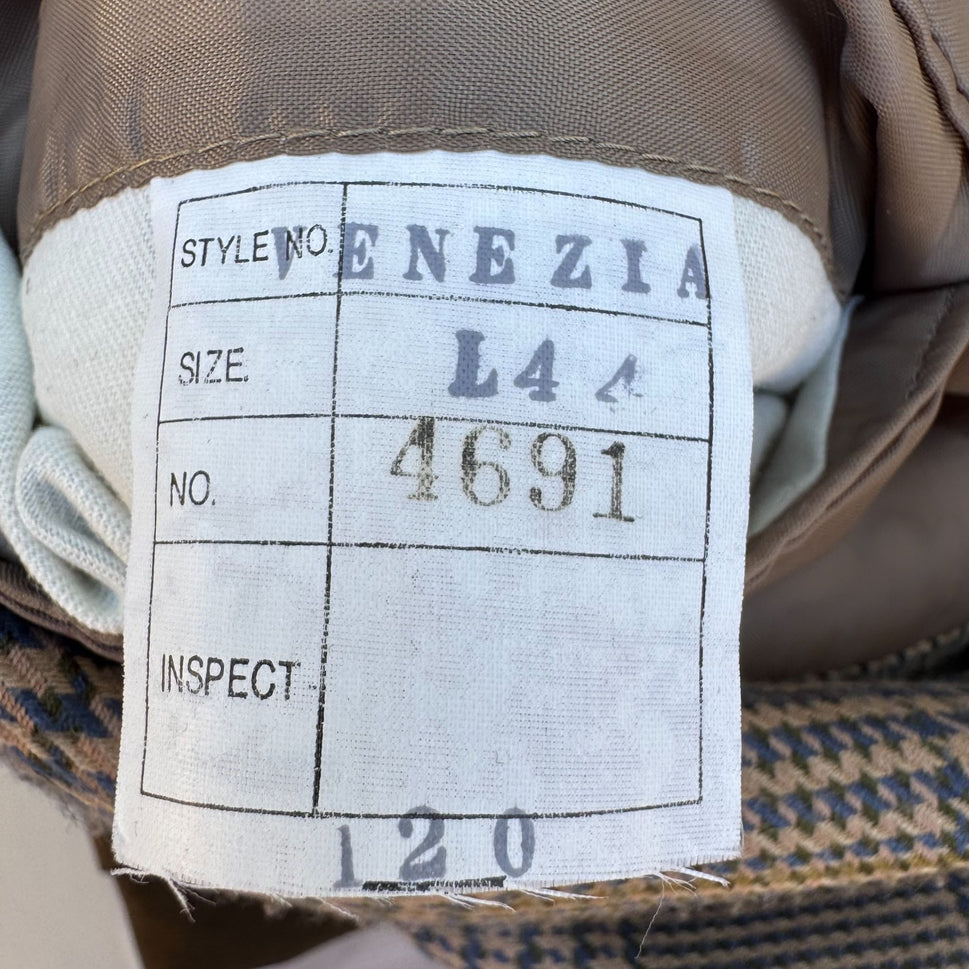 STYLE NO. VENEZIA
SIZE L44
NO. 4691
INSPECT
120